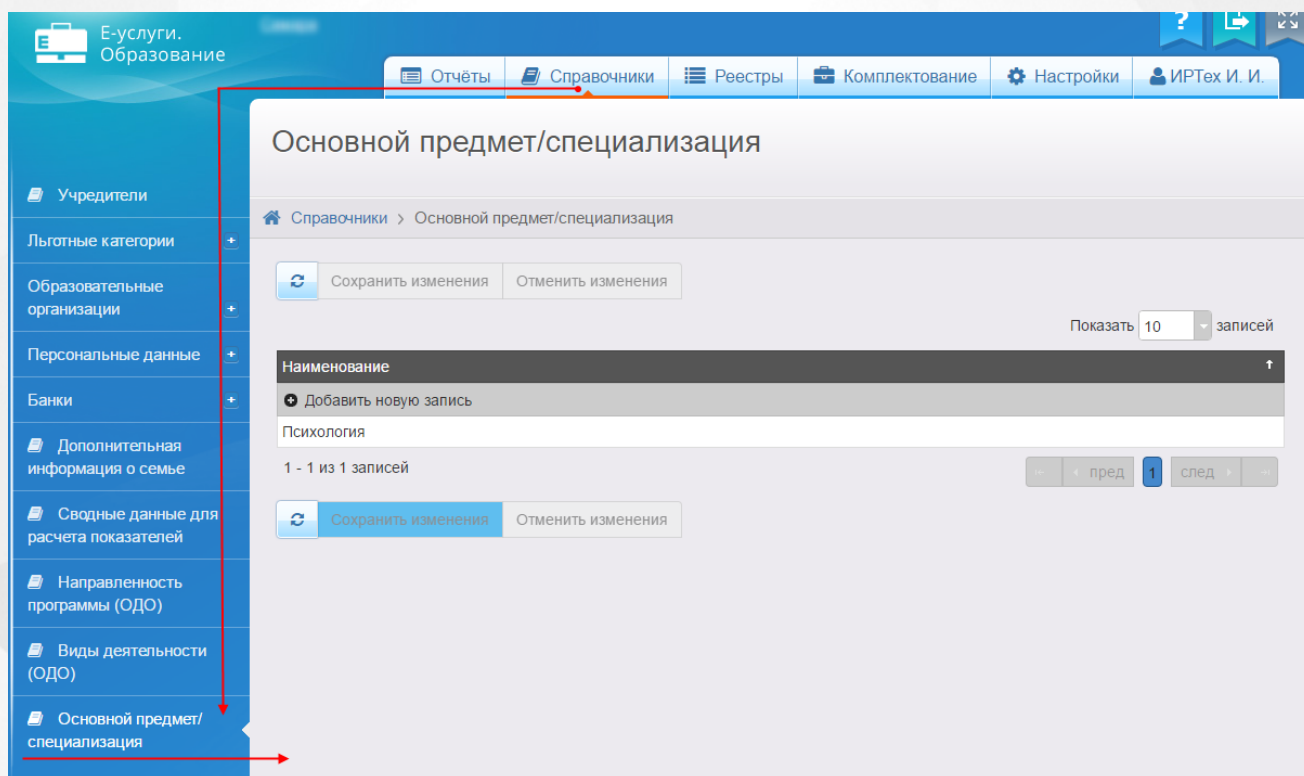 Е-услуги.
Образование
E
?
Отчёты Справочники Реестры Комплектование Настройки ИРТех И. И.
Основной предмет/специализация
Справочники > Основной предмет/специализация
Учредители
Льготные категории +
Образовательные
организации +
Персональные данные +
Банки +
Дополнительная
информация о семье
Сводные данные для
расчета показателей
Направленность
программы (ОДО)
Виды деятельности
(ОДО)
Основной предмет/
специализация
Сохранить изменения Отменить изменения
Показать 10 записей
Наименование ↑
Добавить новую запись
Психология
1 - 1 из 1 записей
пред 1 след
Сохранить изменения Отменить изменения